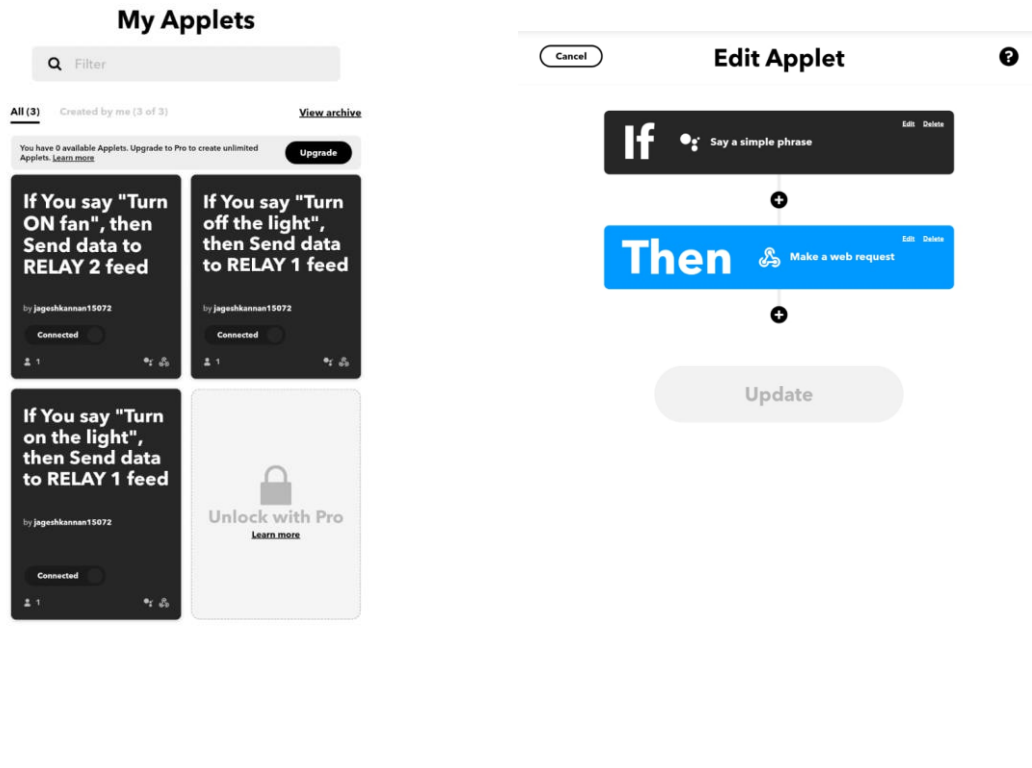 My Applets
Filter
All (3) Created by me (3 of 3) View archive
You have 0 available Applets. Upgrade to Pro to create unlimited
Applets. Learn more
Upgrade
If You say "Turn
ON fan", then
Send data to
RELAY 2 feed
by jageshkannan15072
Connected
1
If You say "Turn
off the light",
then Send data
to RELAY 1 feed
by jageshkannan15072
Connected
1
If You say "Turn
on the light",
then Send data
to RELAY 1 feed
by jageshkannan15072
Connected
1
Unlock with Pro
Learn more
Cancel
Edit Applet
?
If Say a simple phrase
Edit Delete
Then Make a web request
Edit Delete
Update